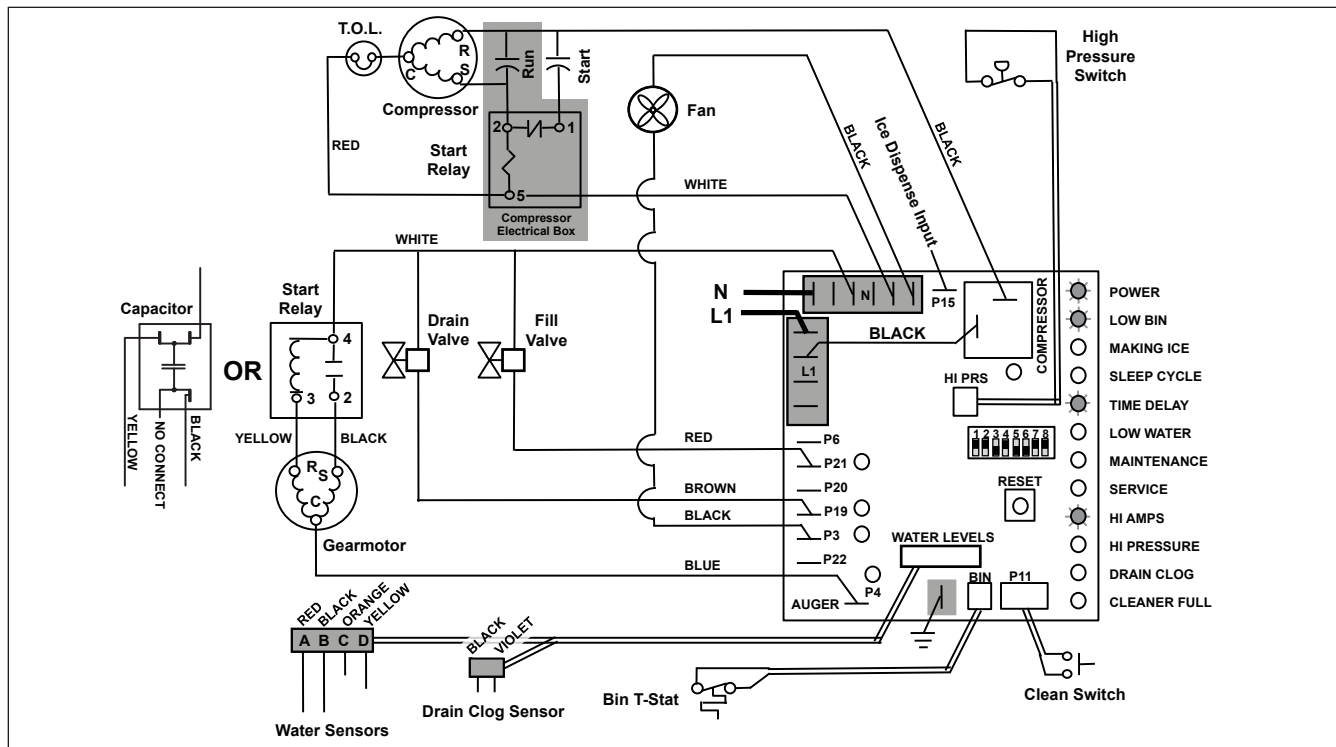 T.O.L.
R
S
C
Compressor
Run
Start
High
Pressure
Switch
Fan
2
1
Start
Relay
5
Compressor
Electrical Box
RED
WHITE
BLACK
Ice Dispense Input
BLACK
WHITE
Capacitor
Start
Relay
4
3
2
OR
YELLOW
NO CONNECT
BLACK
YELLOW
BLACK
R
S
C
Gearmotor
Drain
Valve
Fill
Valve
N
L1
N
P15
BLACK
COMPRESSOR
L1
HI PRS
1 2 3 4 5 6 7 8
RESET
POWER
LOW BIN
MAKING ICE
SLEEP CYCLE
TIME DELAY
LOW WATER
MAINTENANCE
SERVICE
HI AMPS
HI PRESSURE
DRAIN CLOG
CLEANER FULL
P6
RED
P21
P20
BROWN
P19
BLACK
P3
P22
BLUE
P4
AUGER
WATER LEVELS
BIN
P11
RED
BLACK
ORANGE
YELLOW
A B C D
Water Sensors
BLACK
VIOLET
Drain Clog Sensor
Bin T-Stat
Clean Switch